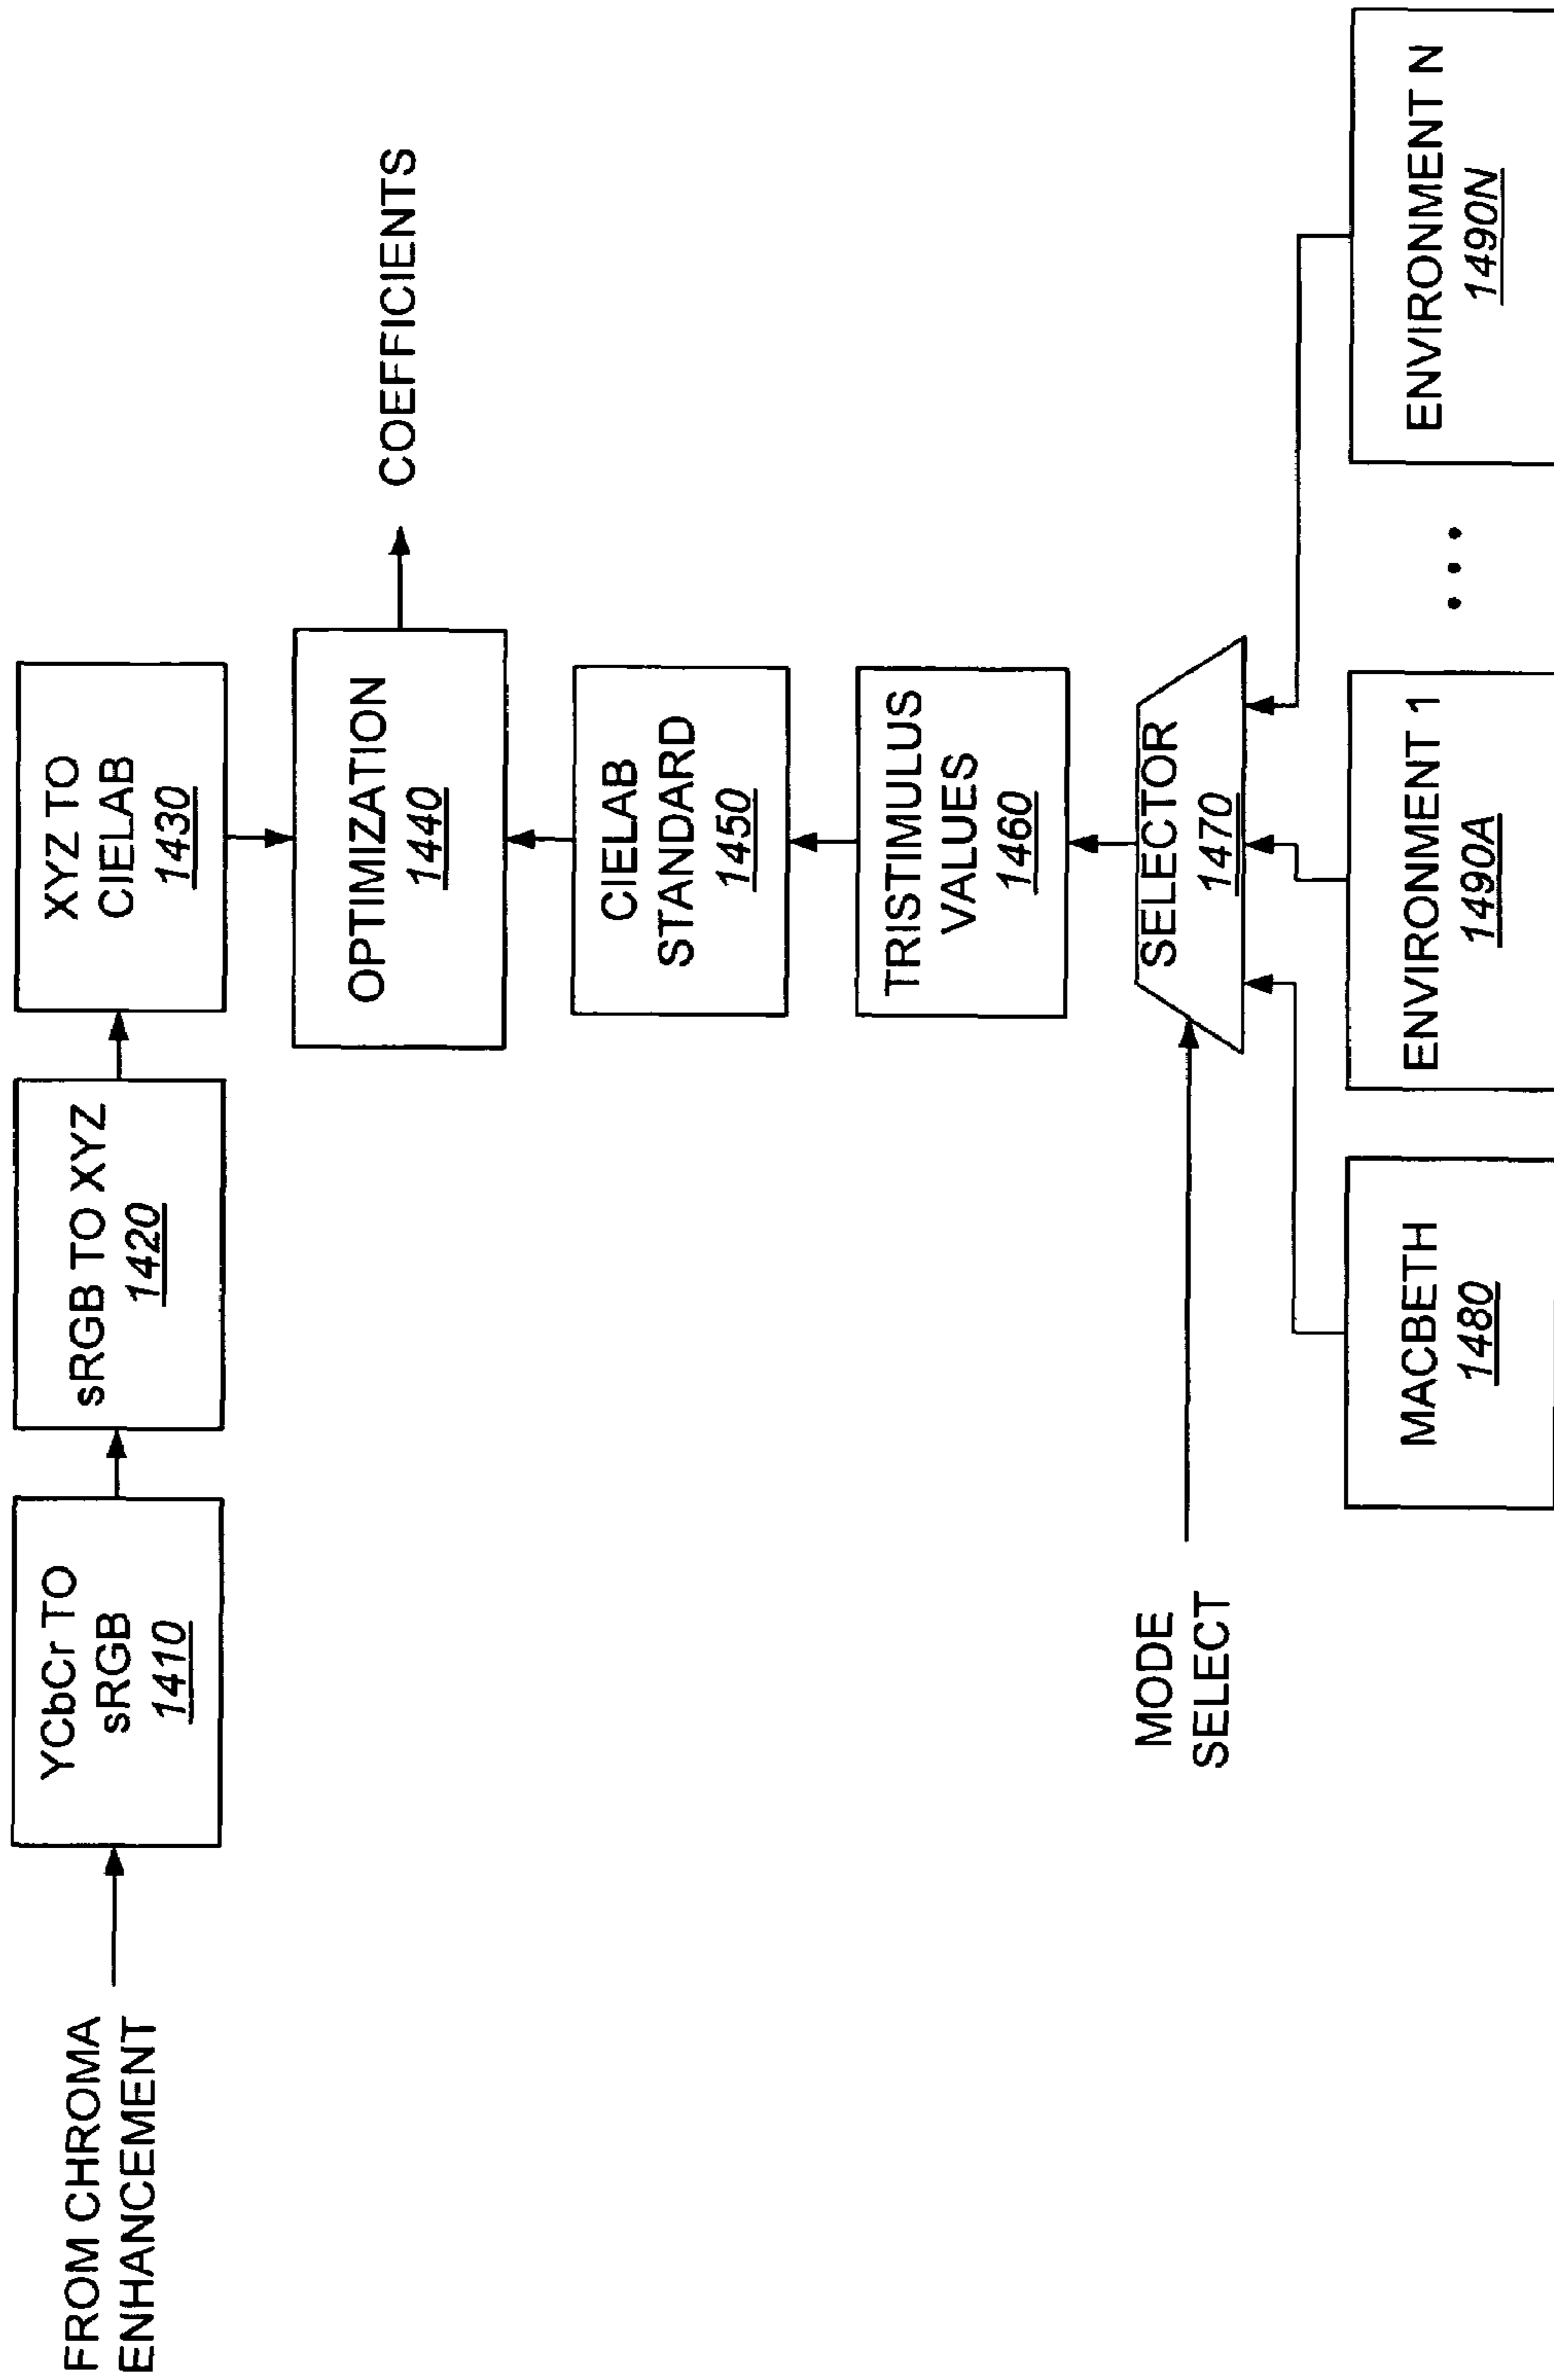 FROM CHROMA
ENHANCEMENT
YCbCr TO
sRGB
1410
sRGB TO XYZ
1420
XYZ TO
CIELAB
1430
OPTIMIZATION
1440
COEFFICIENTS
CIELAB
STANDARD
1450
TRISTIMULUS
VALUES
1460
MODE
SELECT
SELECTOR
1470
MACBETH
1480
ENVIRONMENT 1
1490A
...
ENVIRONMENT N
1490N